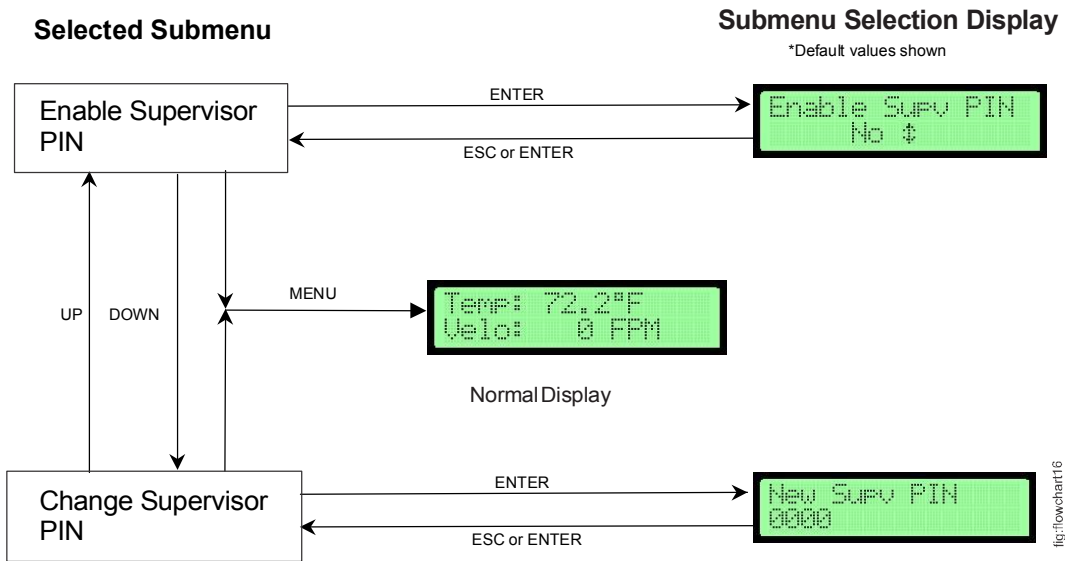 Selected Submenu
Submenu Selection Display
*Default values shown
Enable Supervisor
PIN
ENTER
ESC or ENTER
Enable Supv PIN
No ↕
UP
DOWN
MENU
Temp: 72.2°F
Velo: 0 FPM
Normal Display
Change Supervisor
PIN
ENTER
ESC or ENTER
New Supv PIN
0000
fig:flowchart16